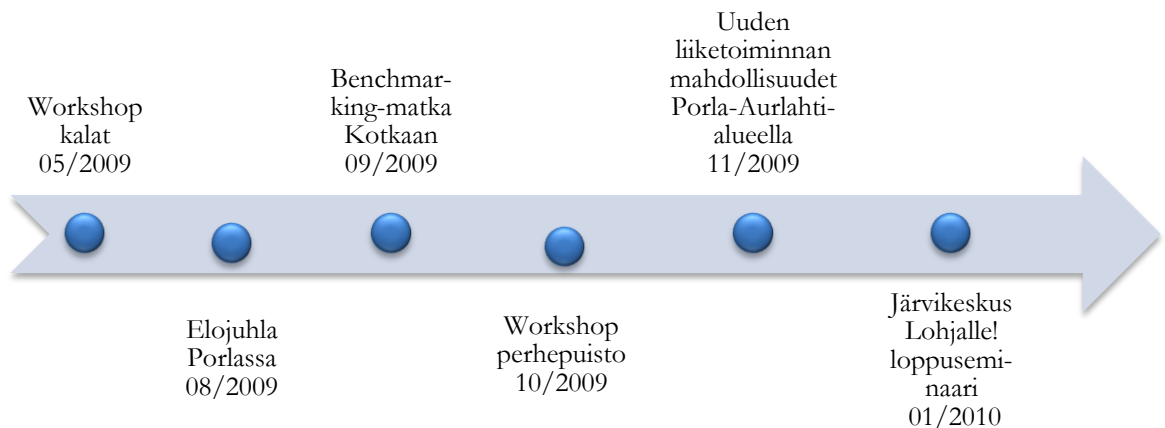 Workshop
kalat
05/2009
Elojuhla
Porlassa
08/2009
Benchmar-
king-matka
Kotkaan
09/2009
Workshop
perhepuisto
10/2009
Uuden
liiketoiminnan
mahdollisuudet
Porla-Aurlahti-
alueella
11/2009
Järvikeskus
Lohjalle!
loppusemi-
naari
01/2010